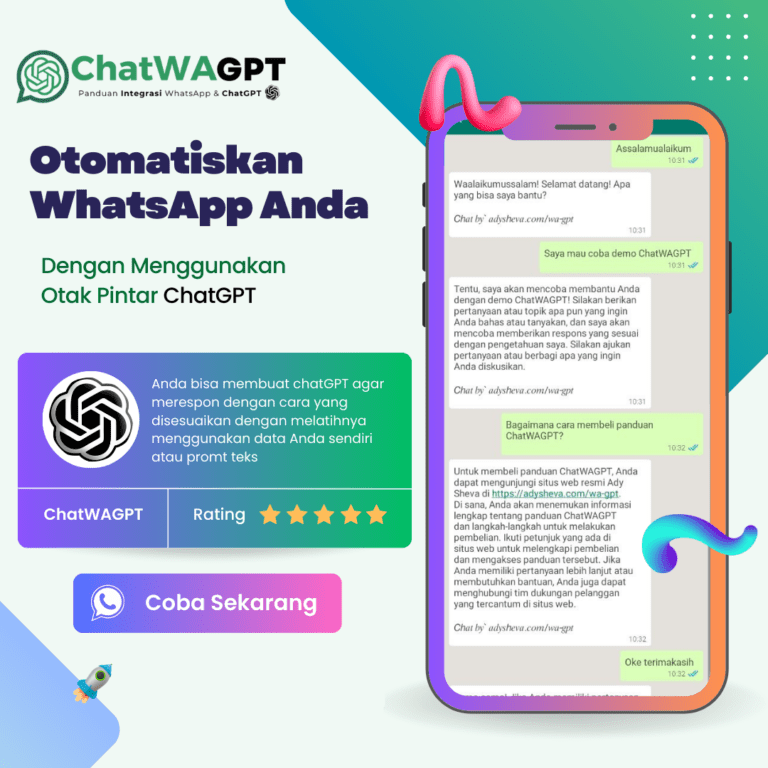 ChatWAGPT
Panduan Integrasi WhatsApp & ChatGPT
Otomatiskan
WhatsApp Anda
Dengan Menggunakan
Otak Pintar ChatGPT
Anda bisa membuat chatGPT agar
merespon dengan cara yang
disesuaikan dengan melatihnya
menggunakan data Anda sendiri
atau promt teks
ChatWAGPT
Rating
Coba Sekarang
Assalamualaikum
10:31
Waalaikumussalam! Selamat datang! Apa
yang bisa saya bantu?
Chat by` adysheva.com/wa-gpt
10:31
Saya mau coba demo ChatWAGPT
10:31
Tentu, saya akan mencoba membantu Anda
dengan demo ChatWAGPT! Silakan berikan
pertanyaan atau topik apa pun yang ingin
Anda bahas atau tanyakan, dan saya akan
mencoba memberikan respons yang sesuai
dengan pengetahuan saya. Silakan ajukan
pertanyaan atau berbagi apa yang ingin
Anda diskusikan.
Chat by` adysheva.com/wa-gpt
10:31
Bagaimana cara membeli panduan
ChatWAGPT?
10:32
Untuk membeli panduan ChatWAGPT, Anda
dapat mengunjungi situs web resmi Ady
Sheva di https://adysheva.com/wa-gpt.
Di sana, Anda akan menemukan informasi
lengkap tentang panduan ChatWAGPT
dan langkah-langkah untuk melakukan
pembelian. Ikuti petunjuk yang ada di
situs web untuk melengkapi pembelian
dan mengakses panduan tersebut. Jika
Anda memiliki pertanyaan lebih lanjut atau
membutuhkan bantuan, Anda juga dapat
menghubungi tim dukungan pelanggan
yang tercantum di situs web.
Chat by` adysheva.com/wa-gpt
10:32
Oke terimakasih
10:32